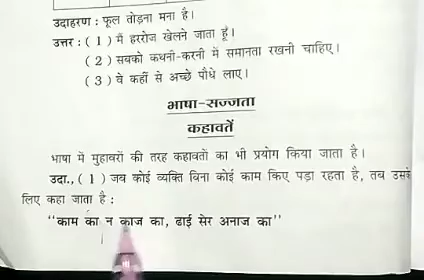 उदाहरण : फूल तोड़ना मना है।
उत्तर : ( 1 ) मैं हररोज खेलने जाता हूँ।
( 2 ) सबको कथनी-करनी में समानता रखनी चाहिए।
( 3 ) वे कहीं से अच्छे पौधे लाए।
भाषा-सज्जता
कहावतें
भाषा में मुहावरों की तरह कहावतों का भी प्रयोग किया जाता है।
उदा., ( 1 ) जब कोई व्यक्ति बिना कोई काम किए पड़ा रहता है, तब उसके
लिए कहा जाता है :
“काम का न काज का, ढाई सेर अनाज का”